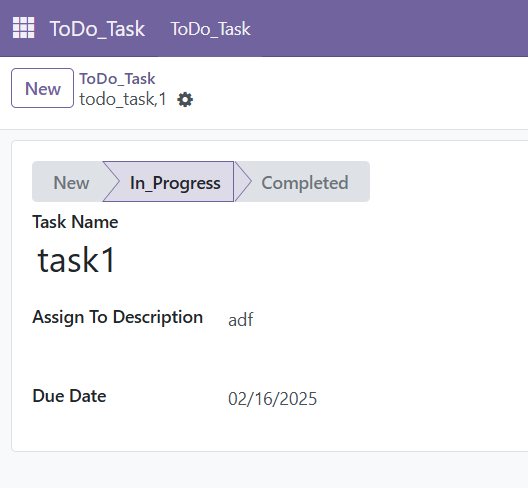 ToDo_Task ToDo_Task
New
ToDo_Task
todo_task,1
New In_Progress Completed
Task Name
task1
Assign To Description adf
Due Date 02/16/2025